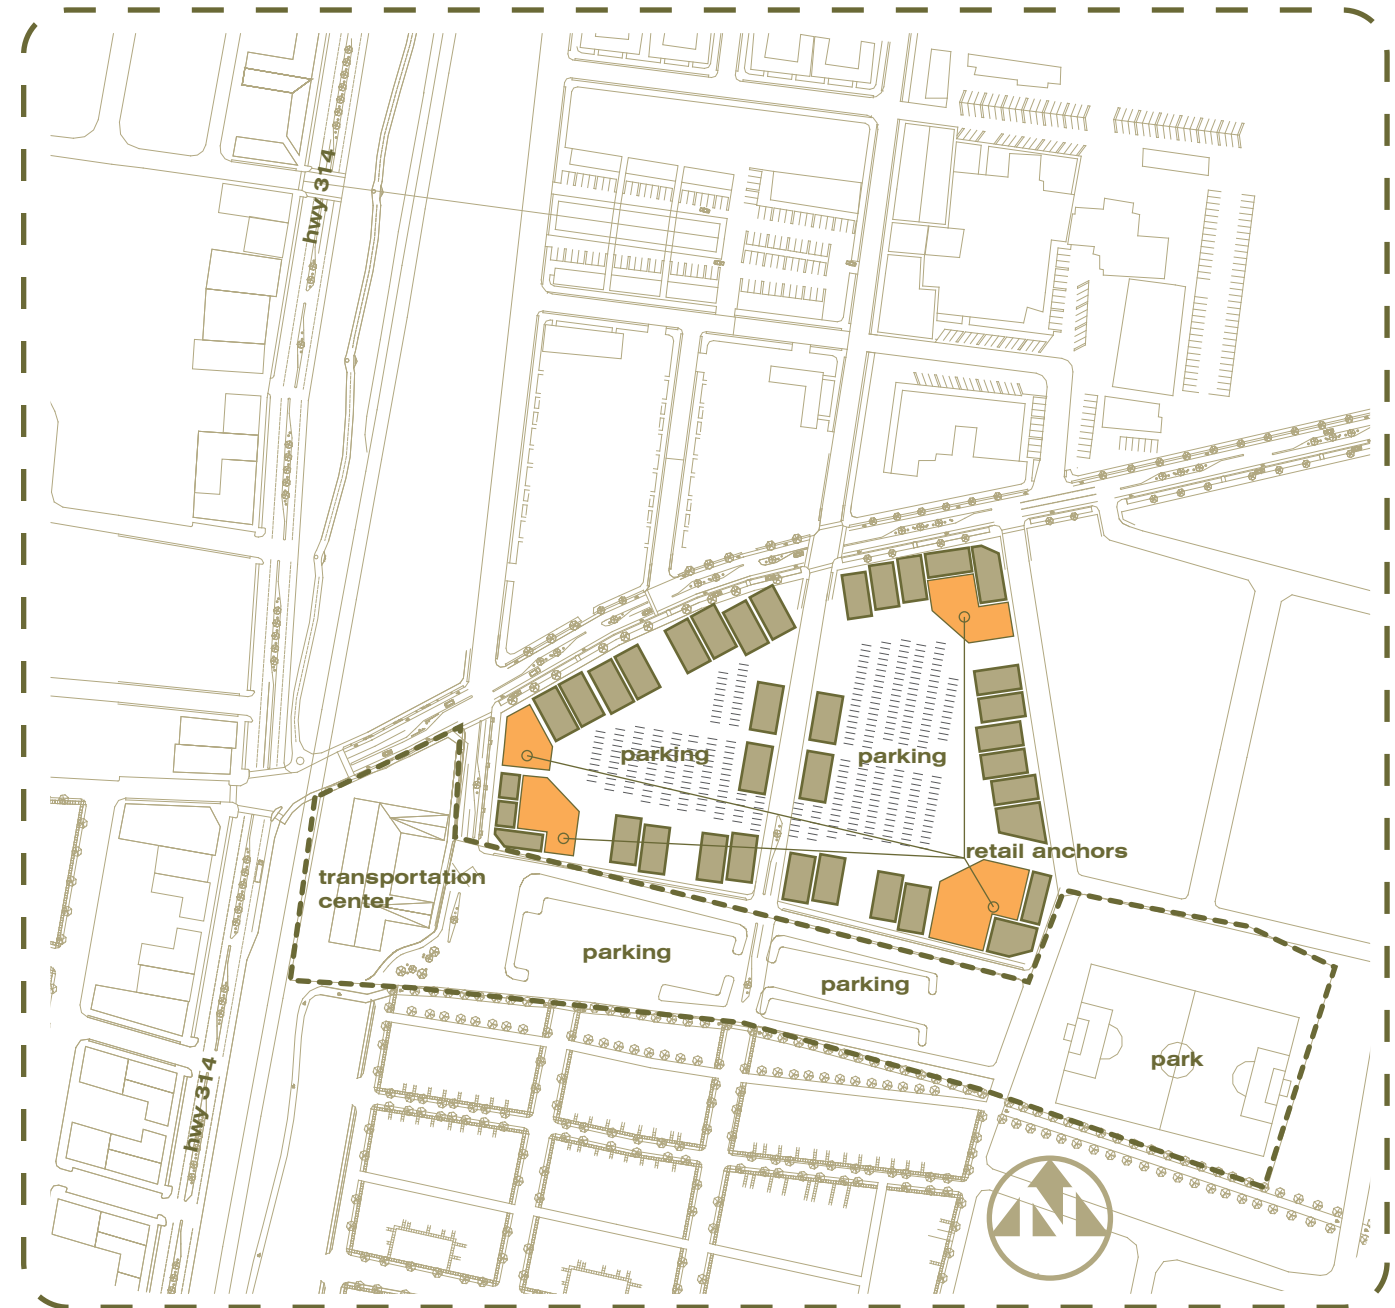 hwy 314
parking
parking
retail anchors
transportation
center
parking
parking
park
hwy 314